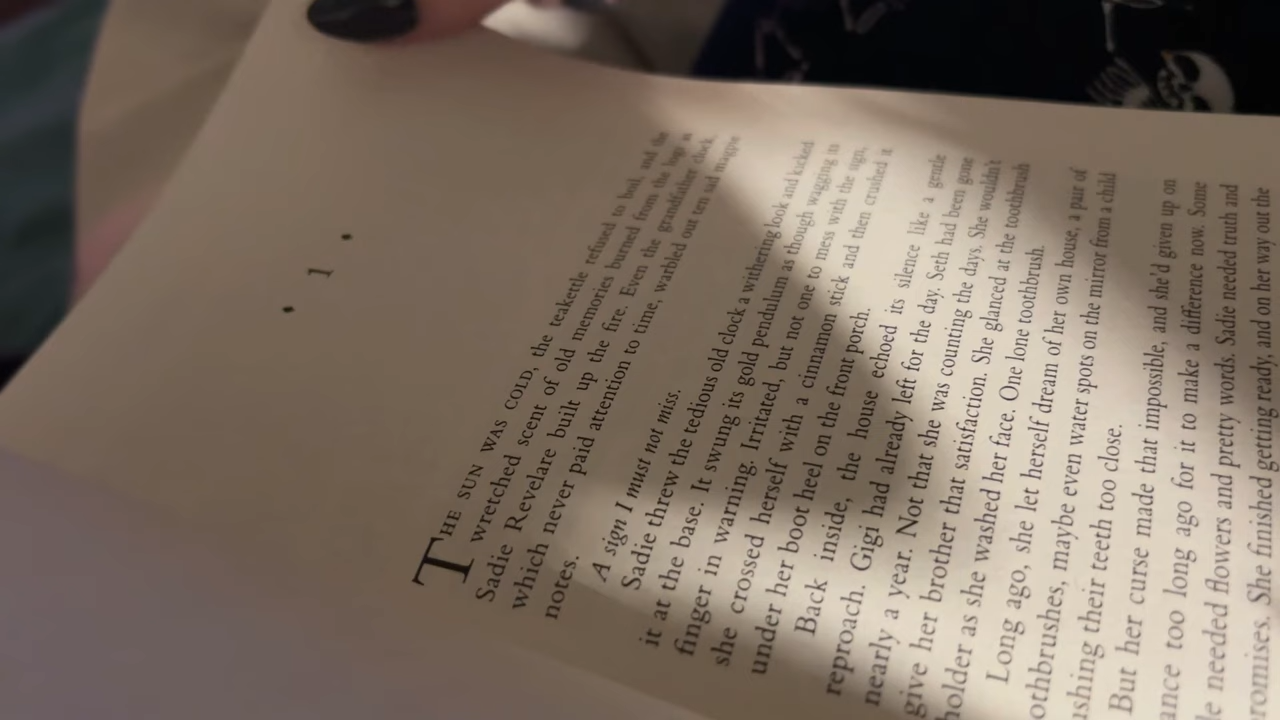 • 1 •
THE SUN WAS COLD, the teakettle refused to boil, and the
wretched scent of old memories burned from the logs as
Sadie Revelare built up the fire. Even the grandfather clock,
which never paid attention to time, warbled out ten sad magpie
notes.
A sign I must not miss.
Sadie threw the tedious old clock a withering look and kicked
it at the base. It swung its gold pendulum as though wagging its
finger in warning. Irritated, but not one to mess with the sign,
she crossed herself with a cinnamon stick and then crushed it
under her boot heel on the front porch.
Back inside, the house echoed its silence like a gentle
reproach. Gigi had already left for the day. Seth had been gone
nearly a year. Not that she was counting the days. She wouldn't
give her brother that satisfaction. She glanced at the toothbrush
holder as she washed her face. One lone toothbrush.
Long ago, she let herself dream of her own house, a pair of
othbrushes, maybe even water spots on the mirror from a child
ushing their teeth too close.
But her curse made that impossible, and she'd given up on
ance too long ago for it to make a difference now. Some
e needed flowers and pretty words. Sadie needed truth and
romises. She finished getting ready, and on her way out the